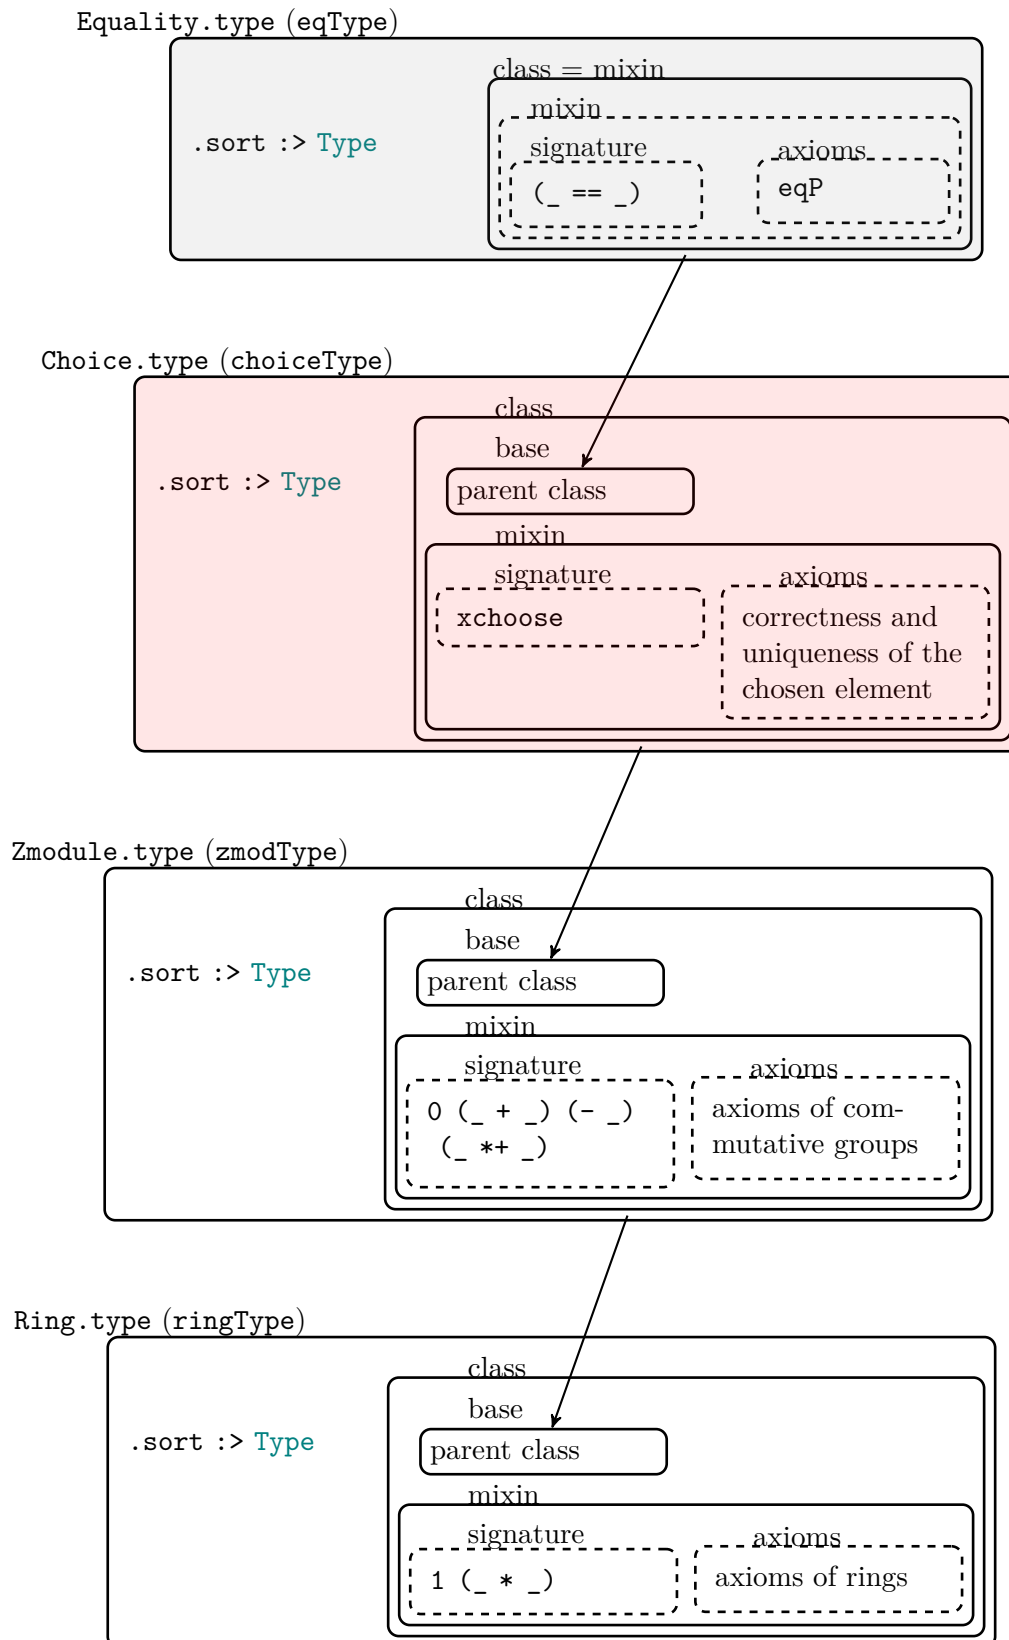 Equality.type (eqType)
class = mixin
mixin
.sort :> Type
signature
axioms
(_ == _)
eqP
Choice.type (choiceType)
class
base
.sort :> Type
parent class
mixin
signature
axioms
xchoose
correctness and
uniqueness of the
chosen element
Zmodule.type (zmodType)
class
base
.sort :> Type
parent class
mixin
signature
axioms
0 (_ + _) (- _)
(_ *+ _)
axioms of com-
mutative groups
Ring.type (ringType)
class
base
.sort :> Type
parent class
mixin
signature
axioms
1 (_ * _)
axioms of rings